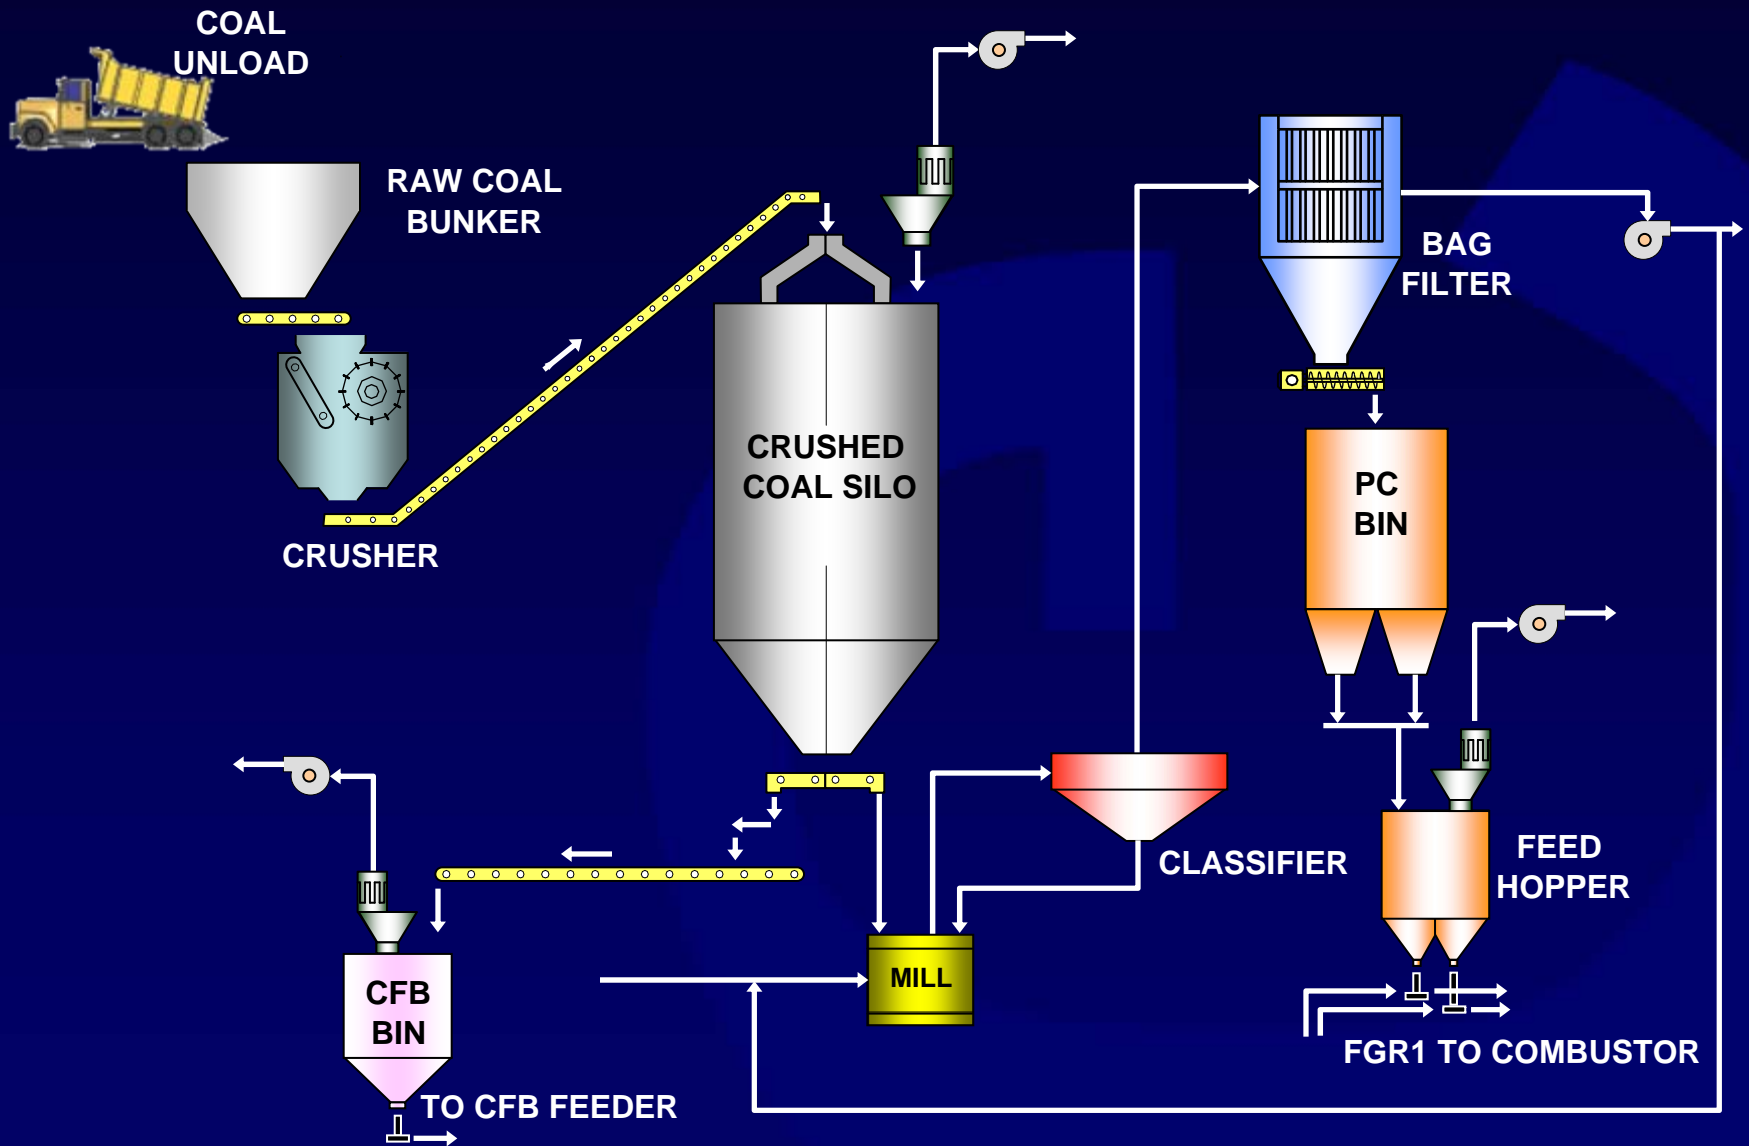 COAL
UNLOAD
RAW COAL
BUNKER
CRUSHER
CRUSHED
COAL SILO
BAG
FILTER
PC
BIN
CLASSIFIER
FEED
HOPPER
MILL
CFB
BIN
FGR1 TO COMBUSTOR
TO CFB FEEDER